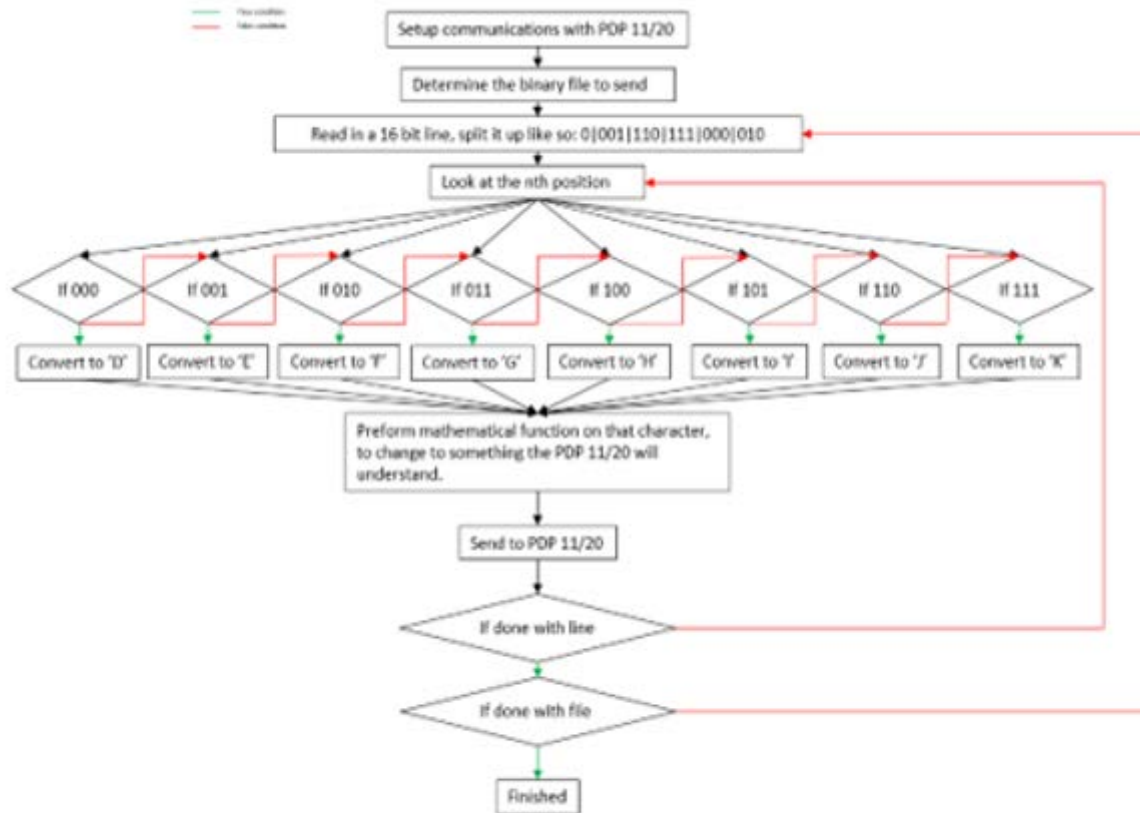 True condition
False condition
Setup communications with PDP 11/20
Determine the binary file to send
Read in a 16 bit line, split it up like so: 0|001|110|111|000|010
Look at the nth position
If 000
If 001
If 010
If 011
If 100
If 101
If 110
If 111
Convert to 'D'
Convert to 'E'
Convert to 'F'
Convert to 'G'
Convert to 'H'
Convert to 'I'
Convert to 'J'
Convert to 'K'
Preform mathematical function on that character,
to change to something the PDP 11/20 will
understand.
Send to PDP 11/20
If done with line
If done with file
Finished